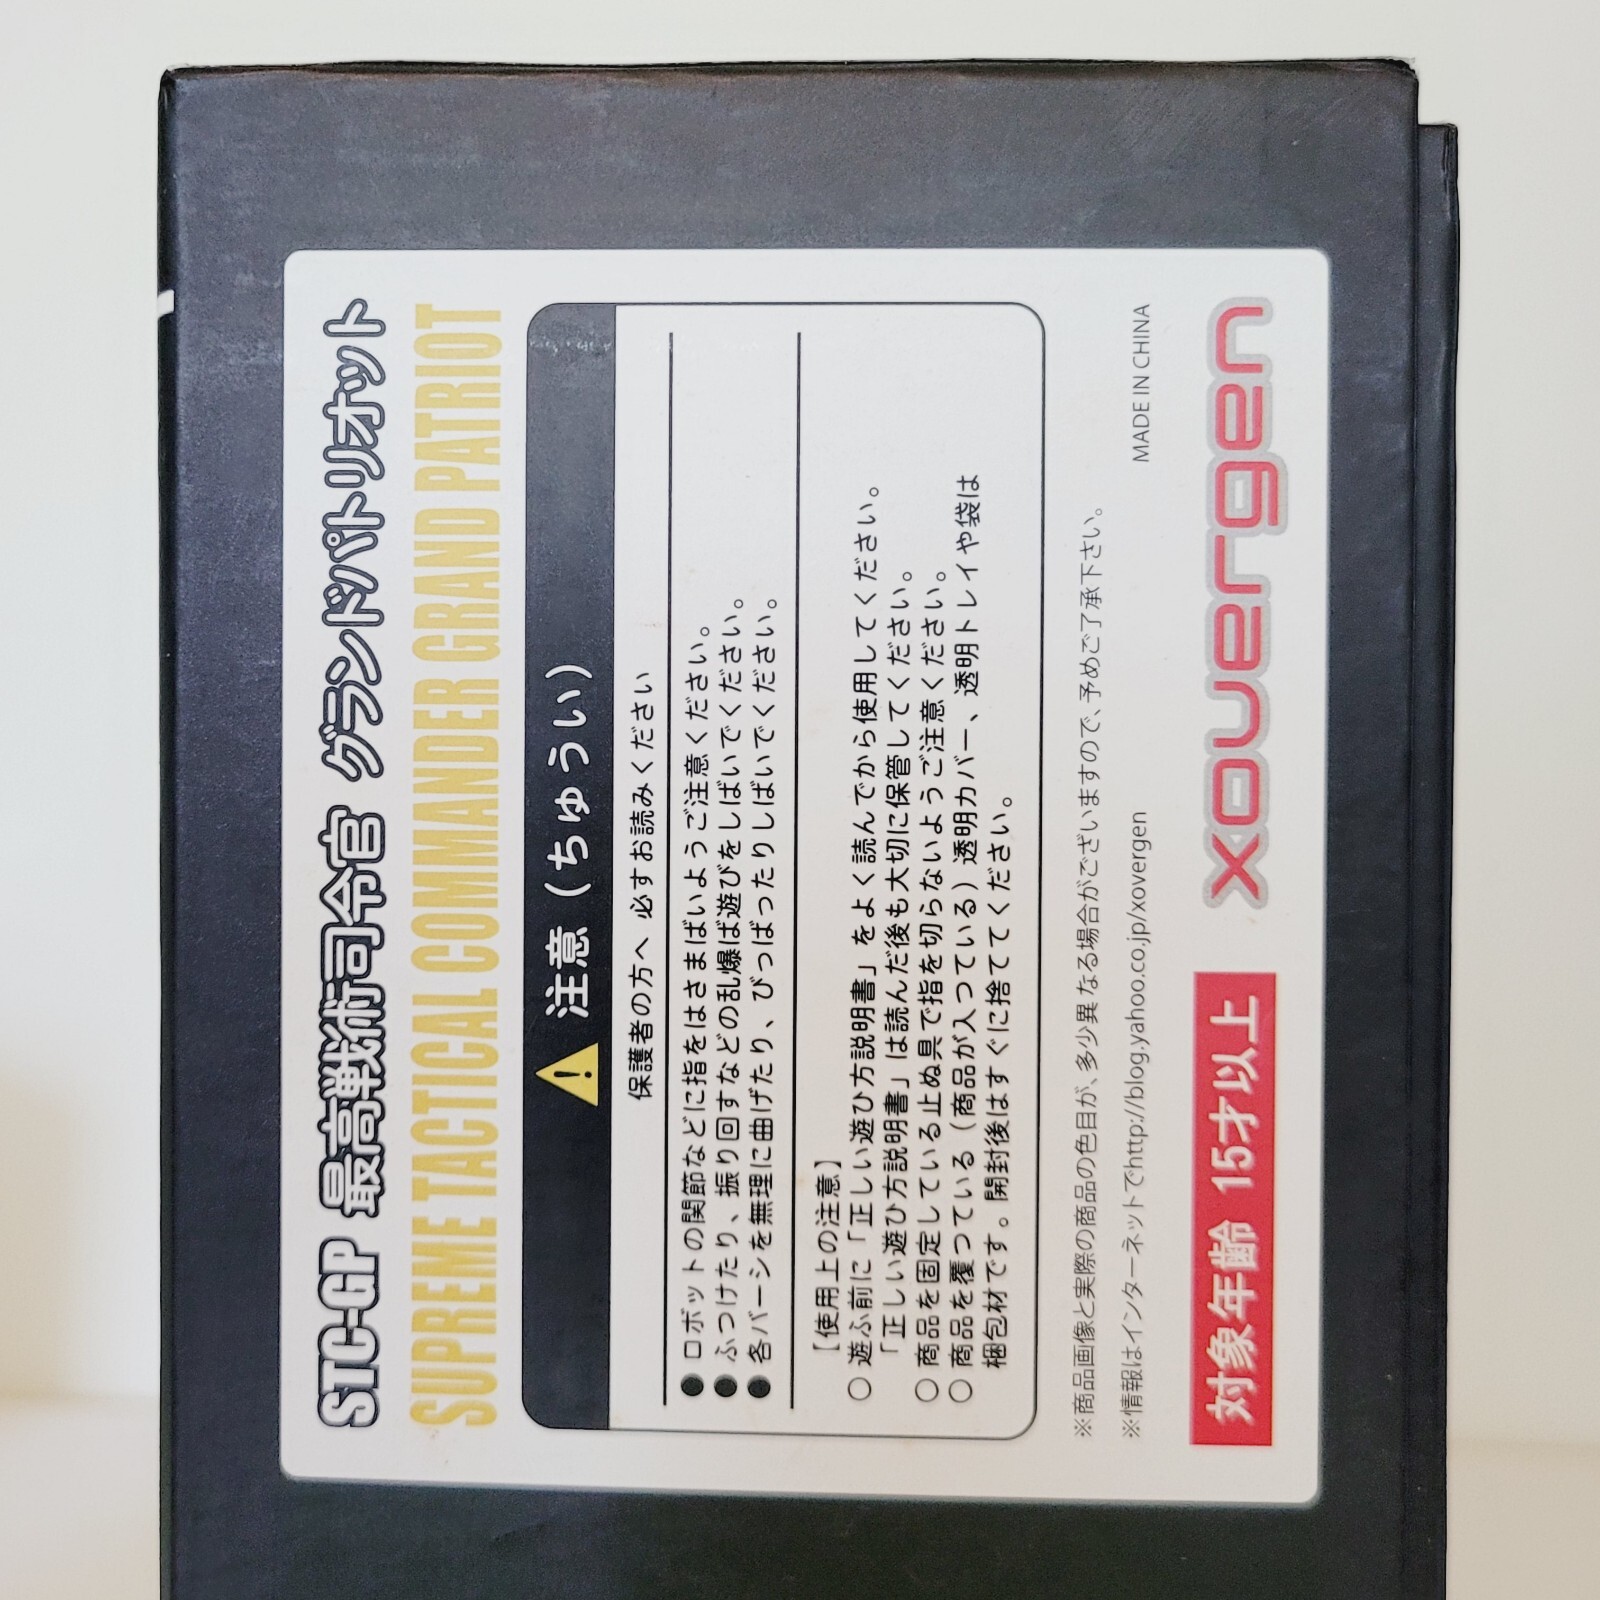 STC-GP 最高戦術司令官 グランドパトリオット
SUPREME TACTICAL COMMANDER GRAND PATRIOT
注意(ちゅうい)
保護者の方へ 必すお読みください
●ロボットの関節などに指をはさまばいようご注意ください。
●ふつけたり、振り回すなどの乱爆ば遊びをしばいでください。
●各バーシを無理に曲げたり、びっぱったりしばいでください。
【使用上の注意】
○遊ふ前に「正しい遊ひ方説明書」をよく読んでから使用してください。
「正しい遊ひ方説明書」は読んだ後も大切に保管してください。
○商品を固定している止ぬ具で指を切らないようご注意ください。
○商品を覆つている(商品が入つている)透明カバー、透明トレイや袋は
梱包材です。開封後はすぐに捨ててください。
※商品画像と実際の商品の色目が、多少異なる場合がございますので、予めご了承下さい。
※情報はインターネットでhttp://blog.yahoo.co.jp/xovergen
MADE IN CHINA
対象年齢 15才以上
xovergen